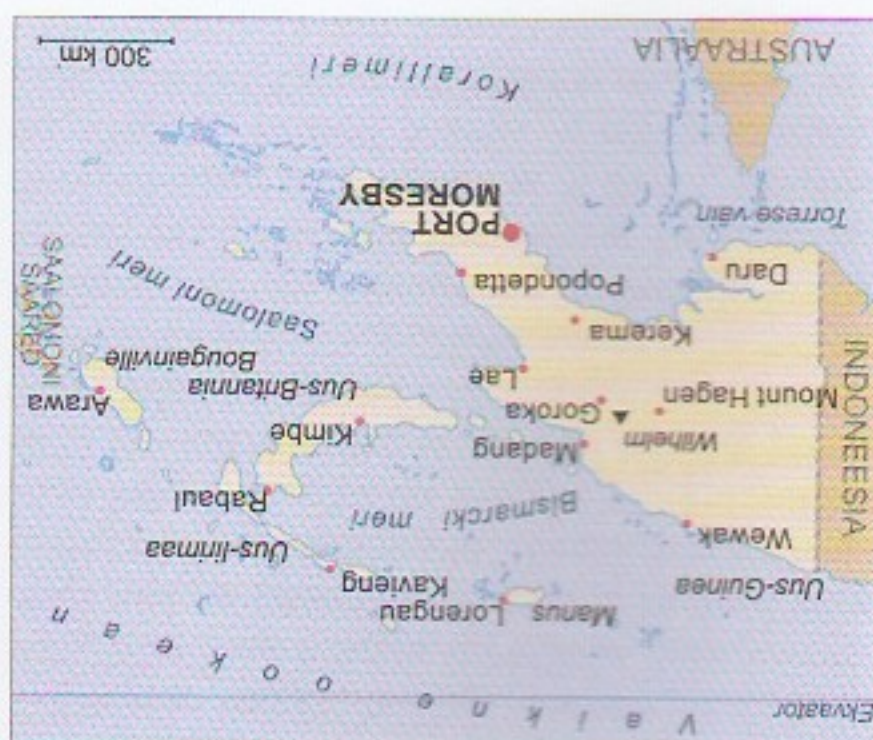 Ekvaator
Vaikne ookean
Uus-Guinea
Manus
Lorengau
Kavieng
Uus-Iirimaa
Wewak
Bismarcki meri
Rabaul
INDONEESIA
Wilhelm
Madang
Kimbe
Mount Hagen
Goroka
Uus-Britannia
Arawa
Bougainville
Lae
Kerema
Saalomoni meri
SAALOMONI
SAARED
Daru
Popondetta
Torrese väin
PORT
MORESBY
Korallimeri
AUSTRAALIA
300 km